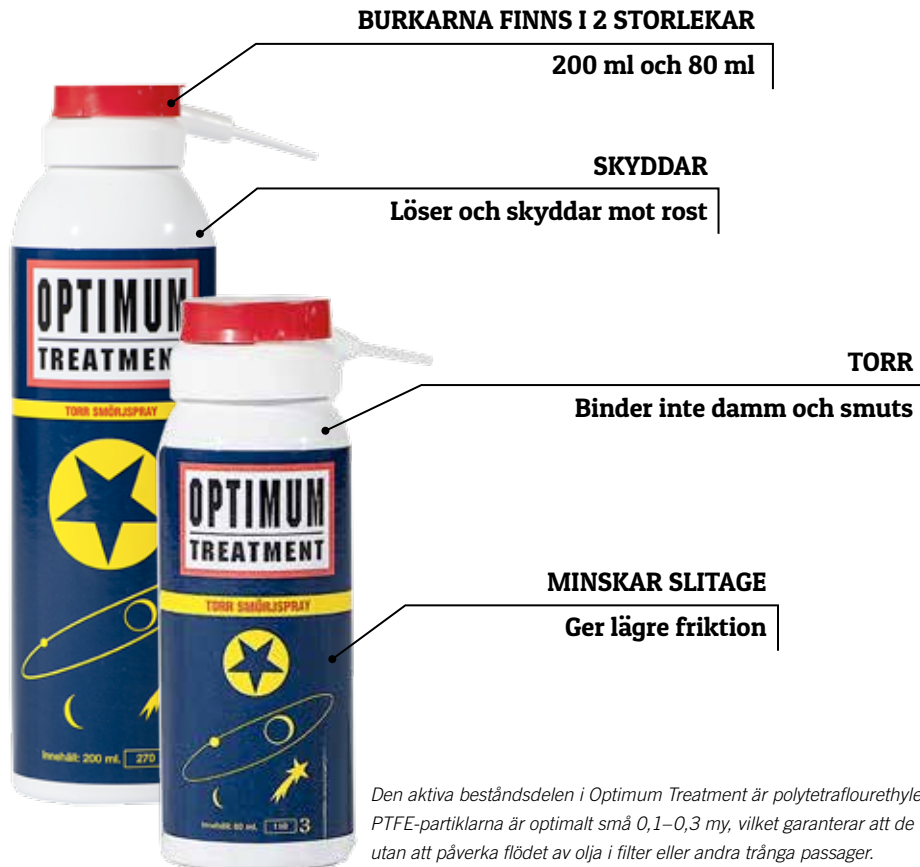 BURKARNA FINNS I 2 STORLEKAR
200 ml och 80 ml
SKYDDAR
Löser och skyddar mot rost
TORR
Binder inte damm och smuts
MINSKAR SLITAGE
Ger lägre friktion
OPTIMUM
TREATMEN
TORR SMÖRJSPRAY
Innehåll: 200 ml. 270
OPTIMUM
TREATMENT
TORR SMÖRJSPRAY
Innehåll: 80 ml. 110 3
Den aktiva beståndsdelen i Optimum Treatment är polytetraflourethyle
PTFE-partiklarna är optimalt små 0,1–0,3 my, vilket garanterar att de
utan att påverka flödet av olja i filter eller andra trånga passager.